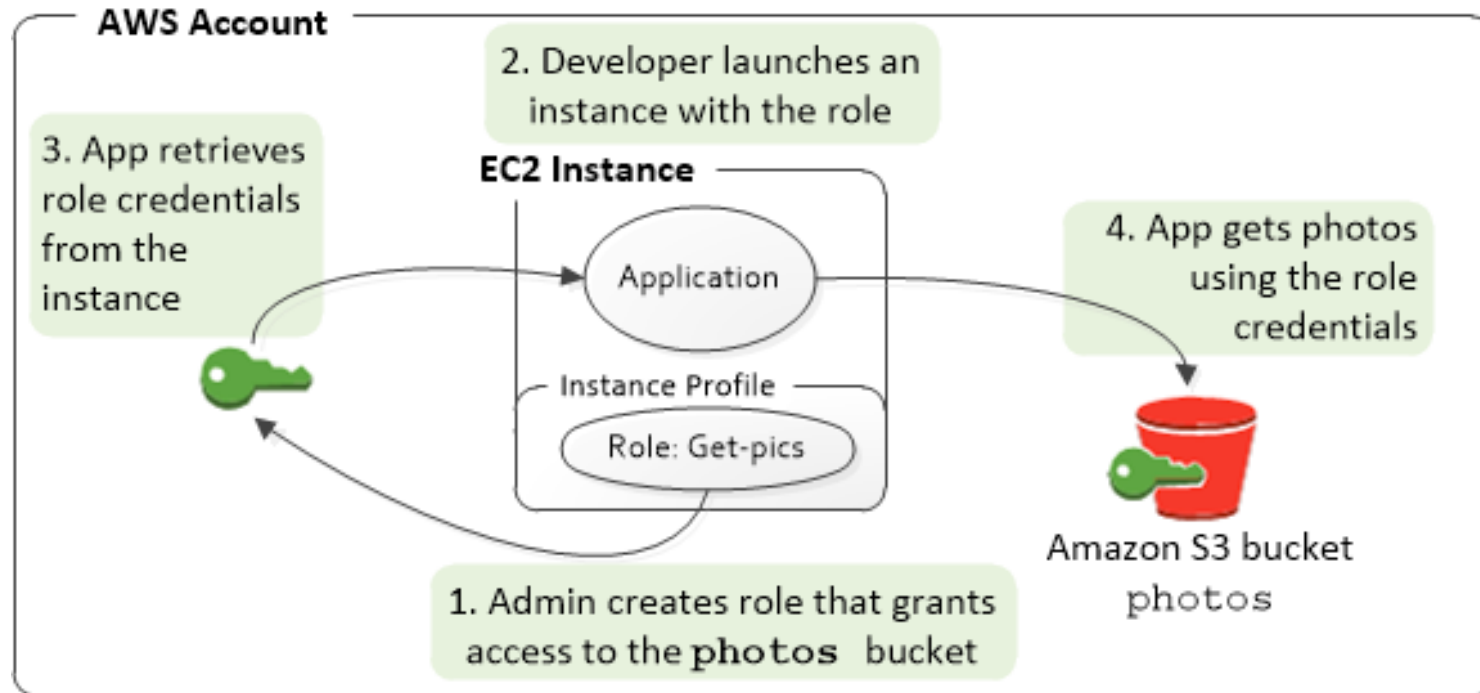 AWS Account
2. Developer launches an
instance with the role
3. App retrieves
role credentials
from the
instance
EC2 Instance
Application
4. App gets photos
using the role
credentials
Instance Profile
Role: Get-pics
Amazon S3 bucket
photos
1. Admin creates role that grants
access to the photos bucket